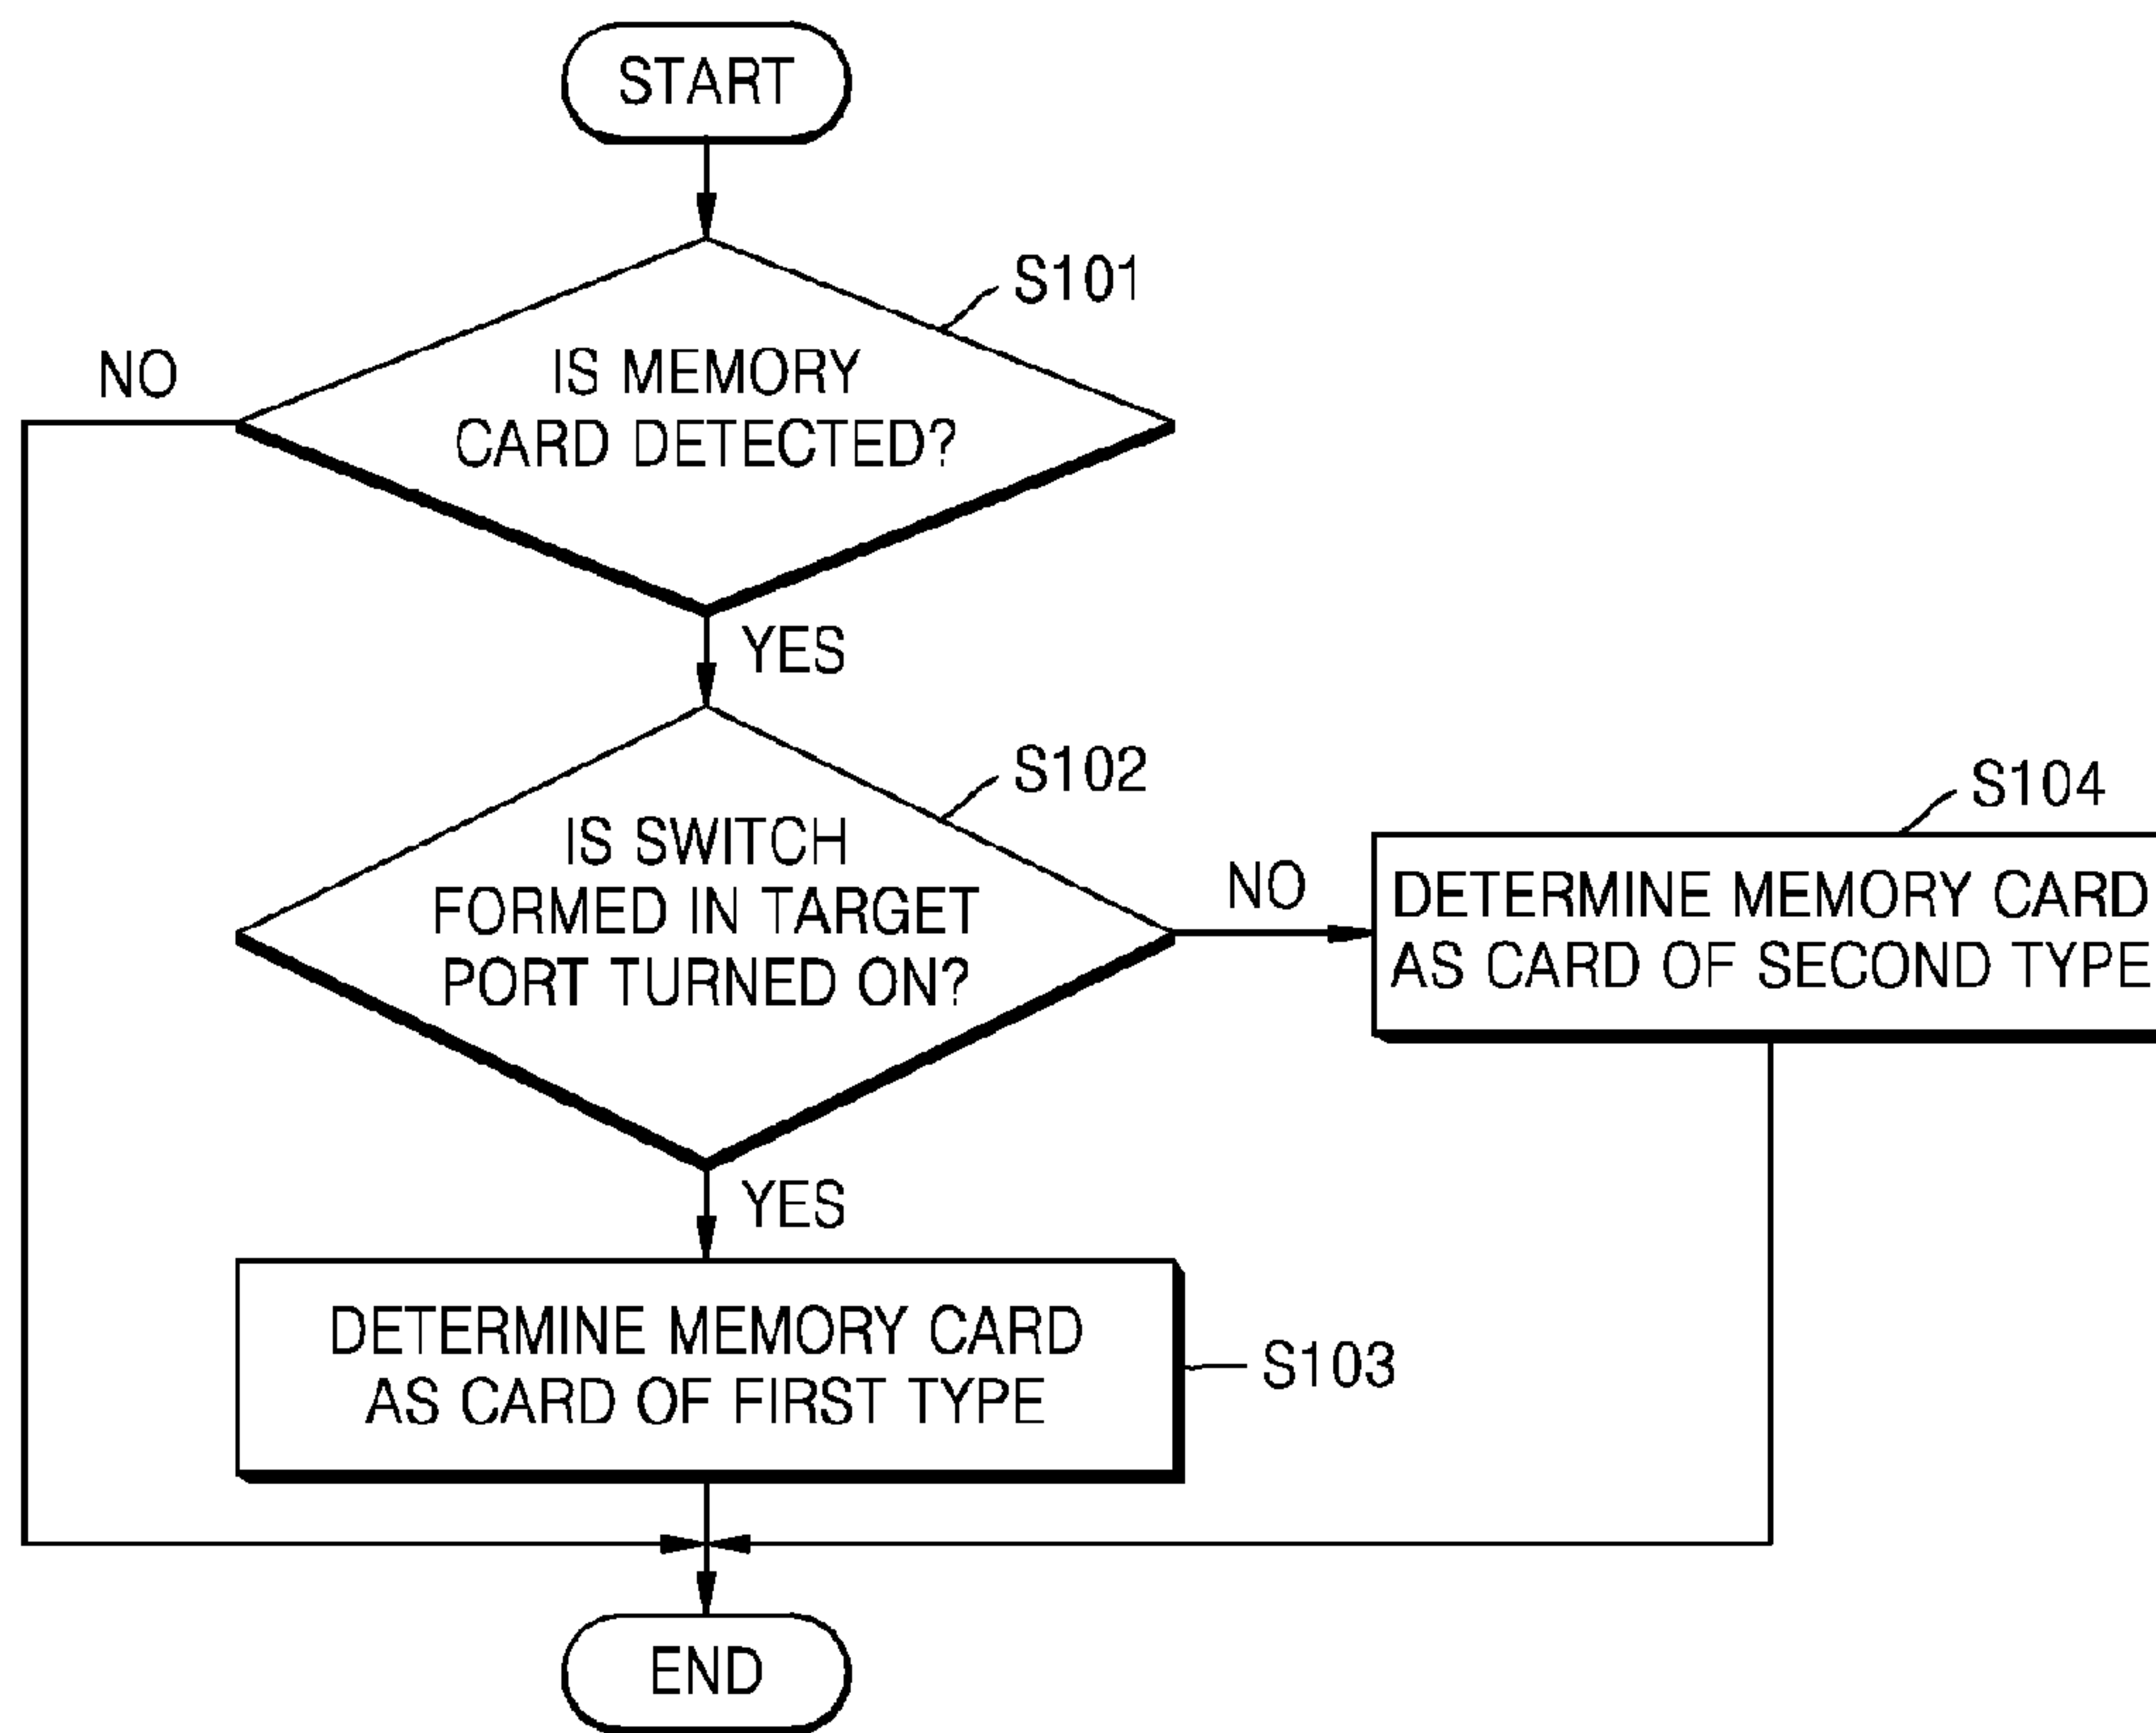 START
S101
NO
IS MEMORY
CARD DETECTED?
YES
S102
IS SWITCH
FORMED IN TARGET
PORT TURNED ON?
NO
S104
DETERMINE MEMORY CARD
AS CARD OF SECOND TYPE
YES
DETERMINE MEMORY CARD
AS CARD OF FIRST TYPE
S103
END